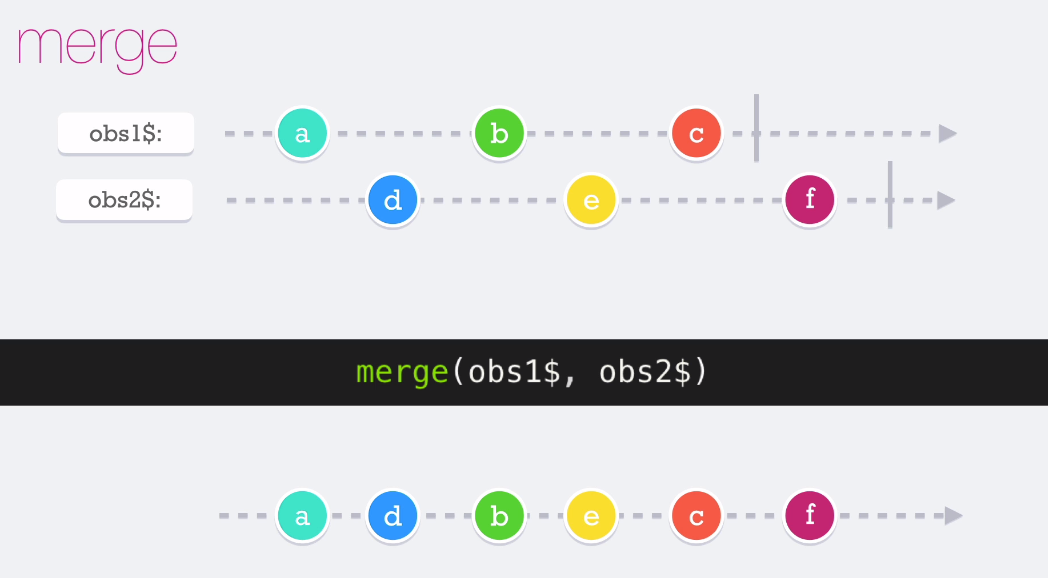 merge
obs1$:
a b c
obs2$:
d e f
merge(obs1$, obs2$)
a d b e c f